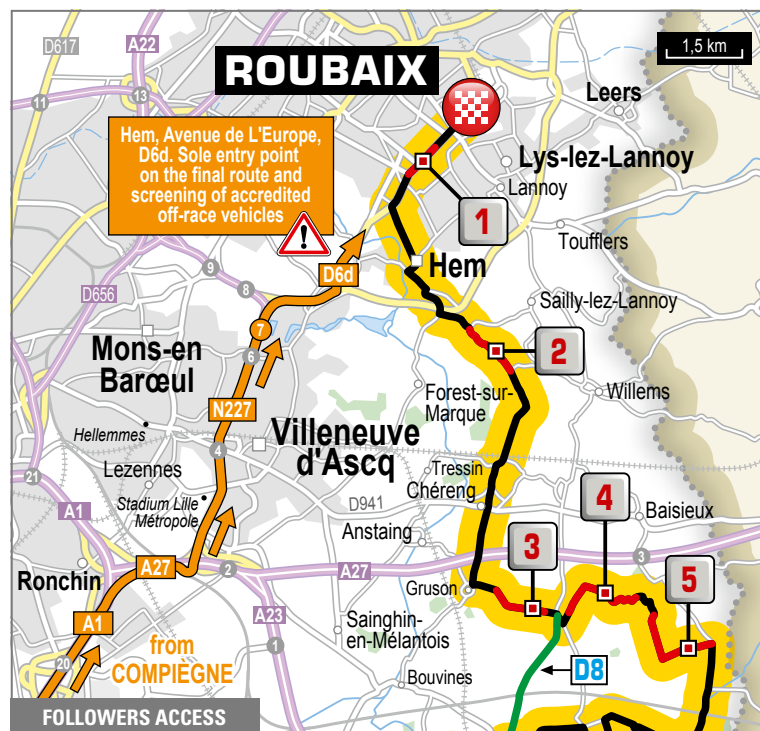 D617
A22
ROUBAIX
1,5 km
11
13
Leers
Hem, Avenue de L'Europe,
D6d. Sole entry point
on the final route and
screening of accredited
off-race vehicles
Lys-lez-Lannoy
Lannoy
1
!
Toufflers
Hem
D6d
9
8
D656
Sailly-lez-Lannoy
7
Mons-en
Barœul
6
2
Forest-sur-
Marque
Willems
N227
Hellemmes
Villeneuve
d'Ascq
4
Lezennes
Tressin
Chéreng
21
Stadium Lille
Métropole
D941
4
Baisieux
A1
Anstaing
3
3
Ronchin
A27
2
A27
5
Gruson
A1
A23
Sainghin-
en-Mélantois
1
from
COMPIÈGNE
20
Bouvines
D8
FOLLOWERS ACCESS